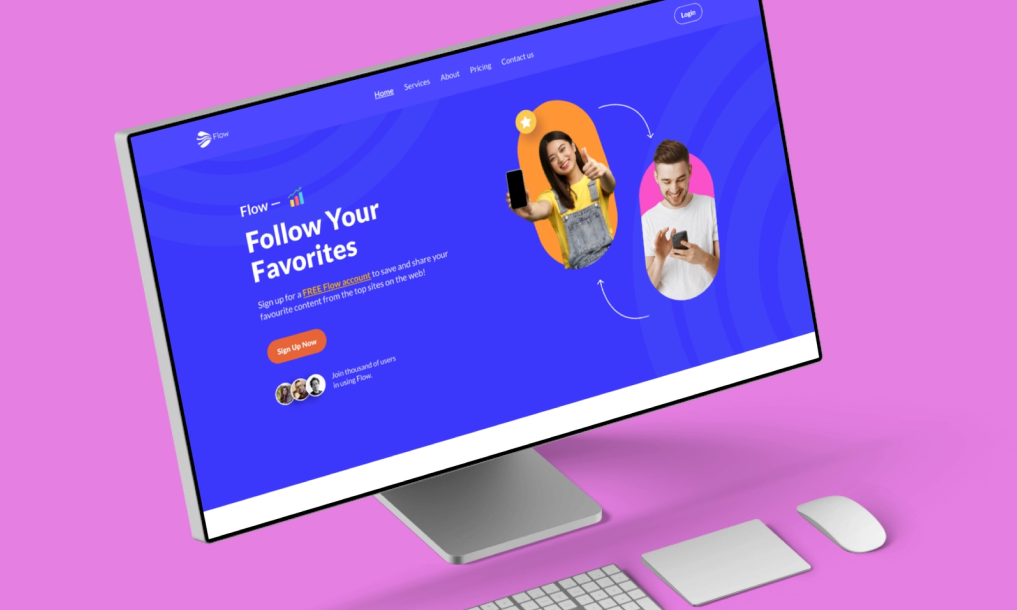 Login
Home Services About Pricing Contact us
Flow
Flow —
Follow Your
Favorites
Sign up for a FREE Flow account to save and share your
favourite content from the top sites on the web!
Sign Up Now
Join thousand of users
in using Flow.